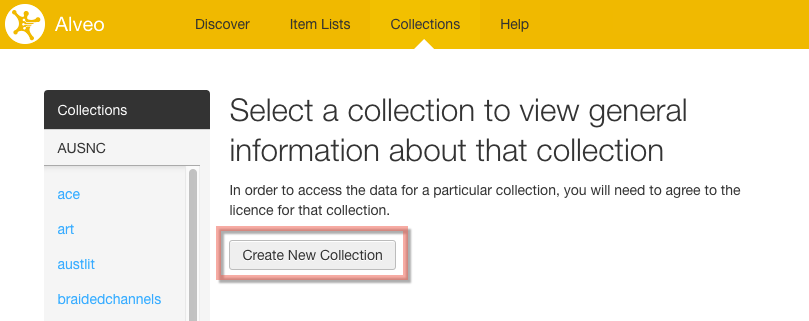 Alveo
Discover
Item Lists
Collections
Help
Collections
AUSNC
ace
art
austlit
braidedchannels
Select a collection to view general
information about that collection
In order to access the data for a particular collection, you will need to agree to the
licence for that collection.
Create New Collection